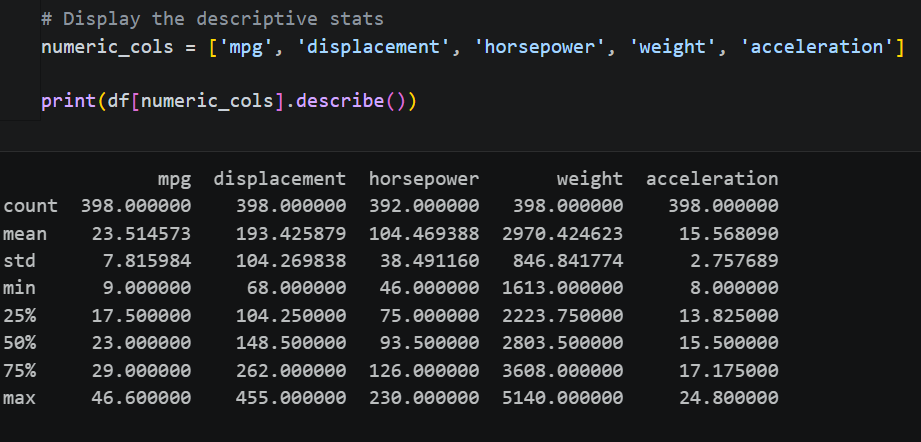 # Display the descriptive stats
numeric_cols = ['mpg', 'displacement', 'horsepower', 'weight', 'acceleration']
print(df[numeric_cols].describe())
mpg displacement horsepower weight acceleration
count 398.000000 398.000000 392.000000 398.000000 398.000000
mean 23.514573 193.425879 104.469388 2970.424623 15.568090
std 7.815984 104.269838 38.491160 846.841774 2.757689
min 9.000000 68.000000 46.000000 1613.000000 8.000000
25% 17.500000 104.250000 75.000000 2223.750000 13.825000
50% 23.000000 148.500000 93.500000 2803.500000 15.500000
75% 29.000000 262.000000 126.000000 3608.000000 17.175000
max 46.600000 455.000000 230.000000 5140.000000 24.800000